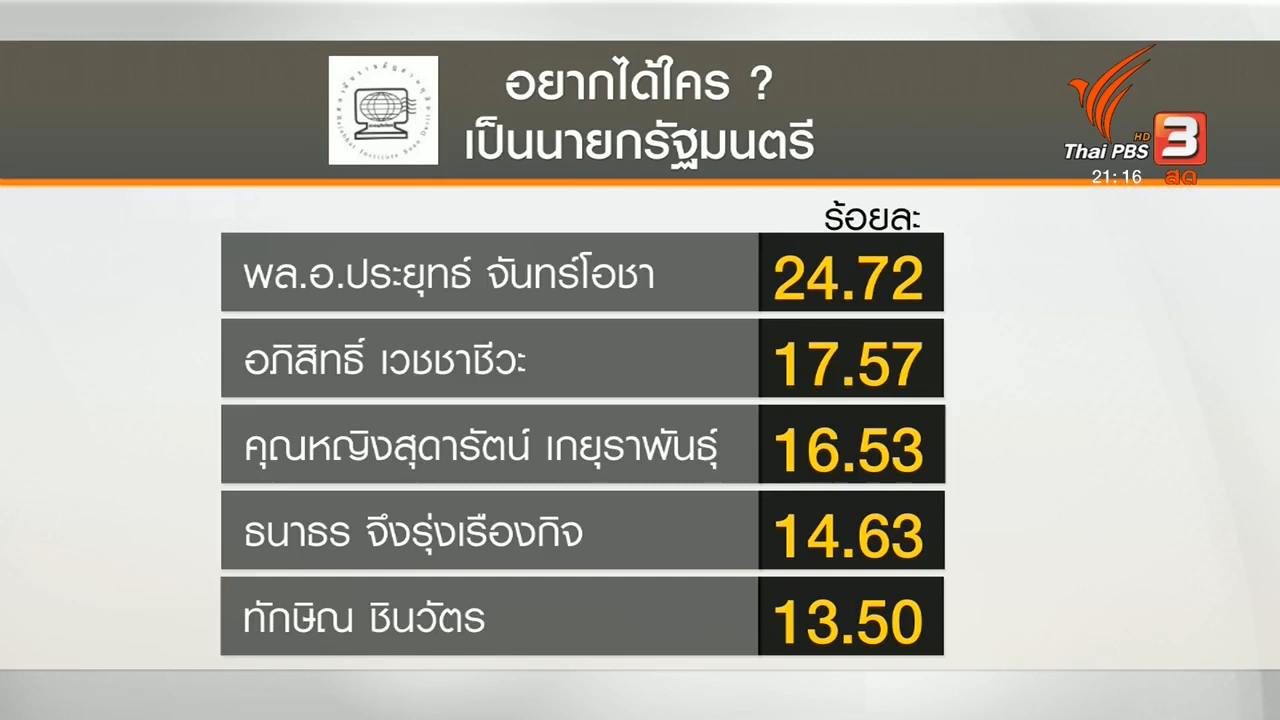 อยากได้ใคร ?
เป็นนายกรัฐมนตรี
HD
Thai PBS 3
21:16 สด
ร้อยละ
พล.อ.ประยุทธ์ จันทร์โอชา 24.72
อภิสิทธิ์ เวชชาชีวะ 17.57
คุณหญิงสุดารัตน์ เกยุราพันธุ์ 16.53
ธนาธร จึงรุ่งเรืองกิจ 14.63
ทักษิณ ชินวัตร 13.50